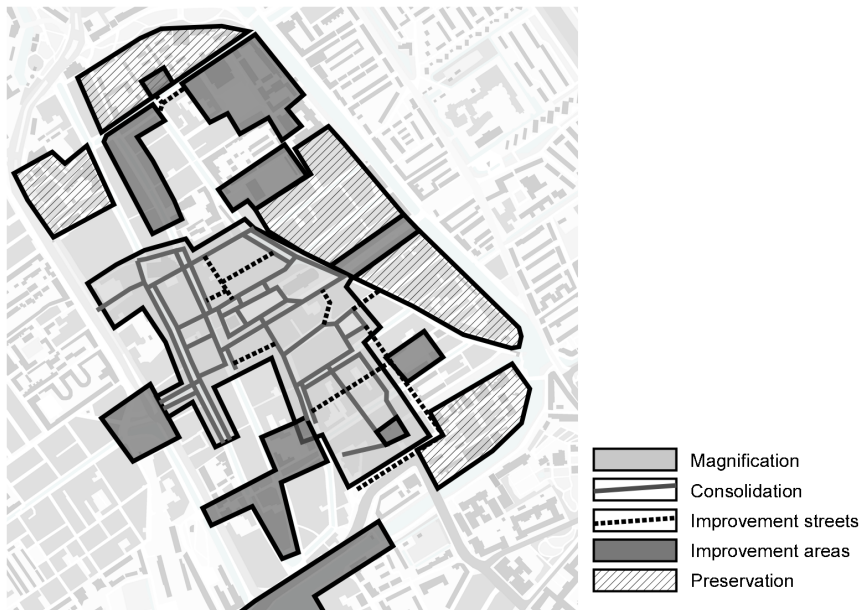 Magnification
Consolidation
Improvement streets
Improvement areas
Preservation